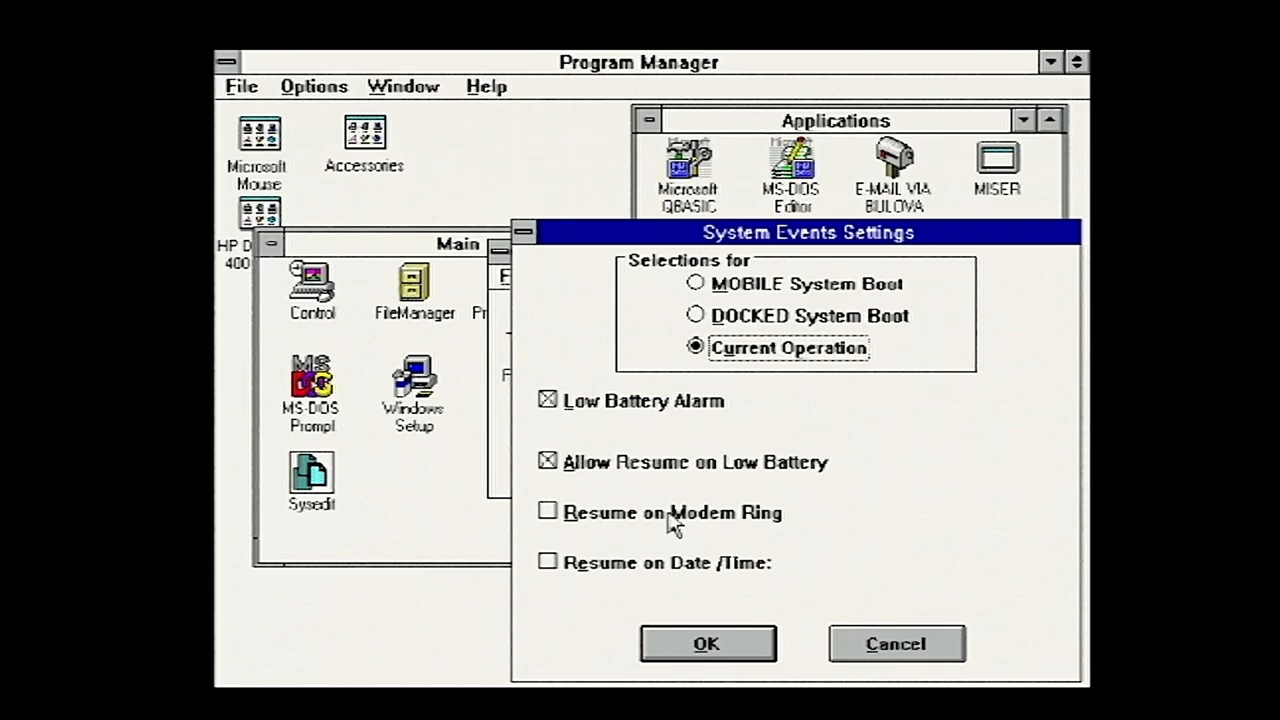 Program Manager
File Options Window Help
Microsoft
Mouse
Accessories
Applications
Microsoft
QBASIC
MS-DOS
Editor
E-MAIL VIA
BULOVA
MISER
HP D
400
Main
Control
FileManager
Pr
MS-DOS
Prompt
Windows
Setup
Sysedit
System Events Settings
Selections for
MOBILE System Boot
DOCKED System Boot
Current Operation
Low Battery Alarm
Allow Resume on Low Battery
Resume on Modem Ring
Resume on Date /Time:
OK
Cancel